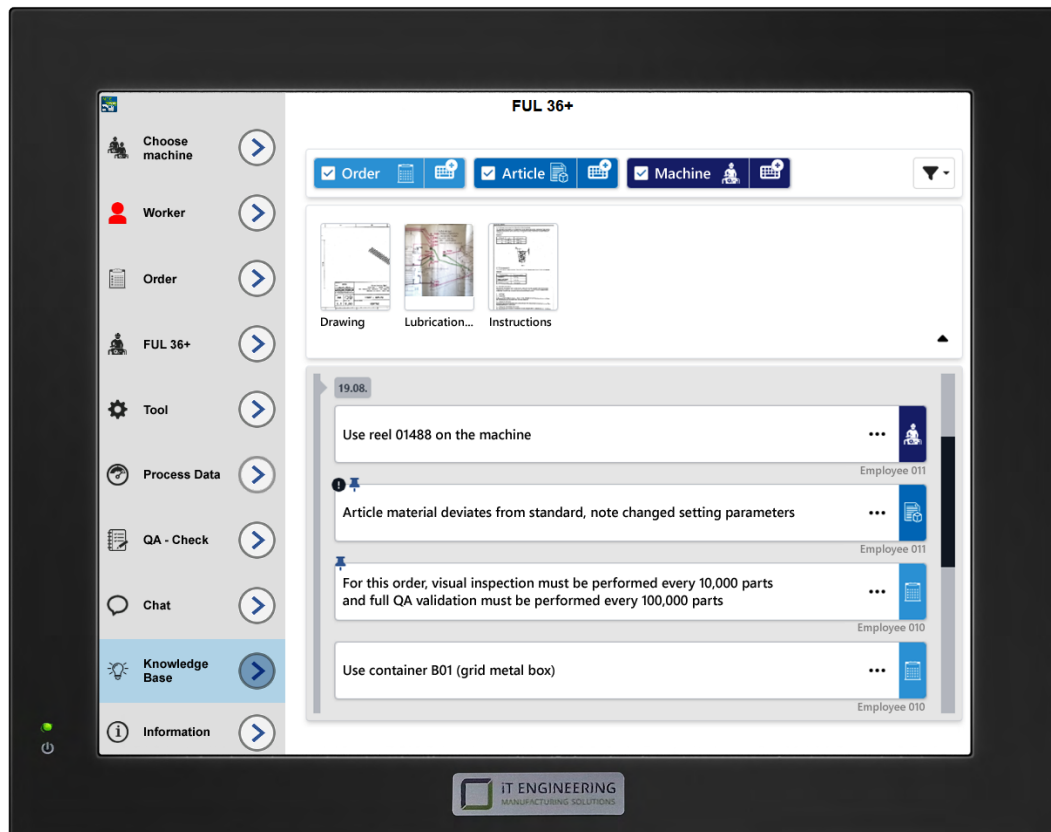 FUL 36+
Choose
machine
Worker
Order
FUL 36+
Tool
Process Data
QA - Check
Chat
Knowledge
Base
Information
Order
Article
Machine
Drawing
Lubrication...
Instructions
19.08.
Use reel 01488 on the machine
Employee 011
Article material deviates from standard, note changed setting parameters
Employee 011
For this order, visual inspection must be performed every 10,000 parts
and full QA validation must be performed every 100,000 parts
Employee 010
Use container B01 (grid metal box)
Employee 010
iT ENGINEERING
MANUFACTURING SOLUTIONS